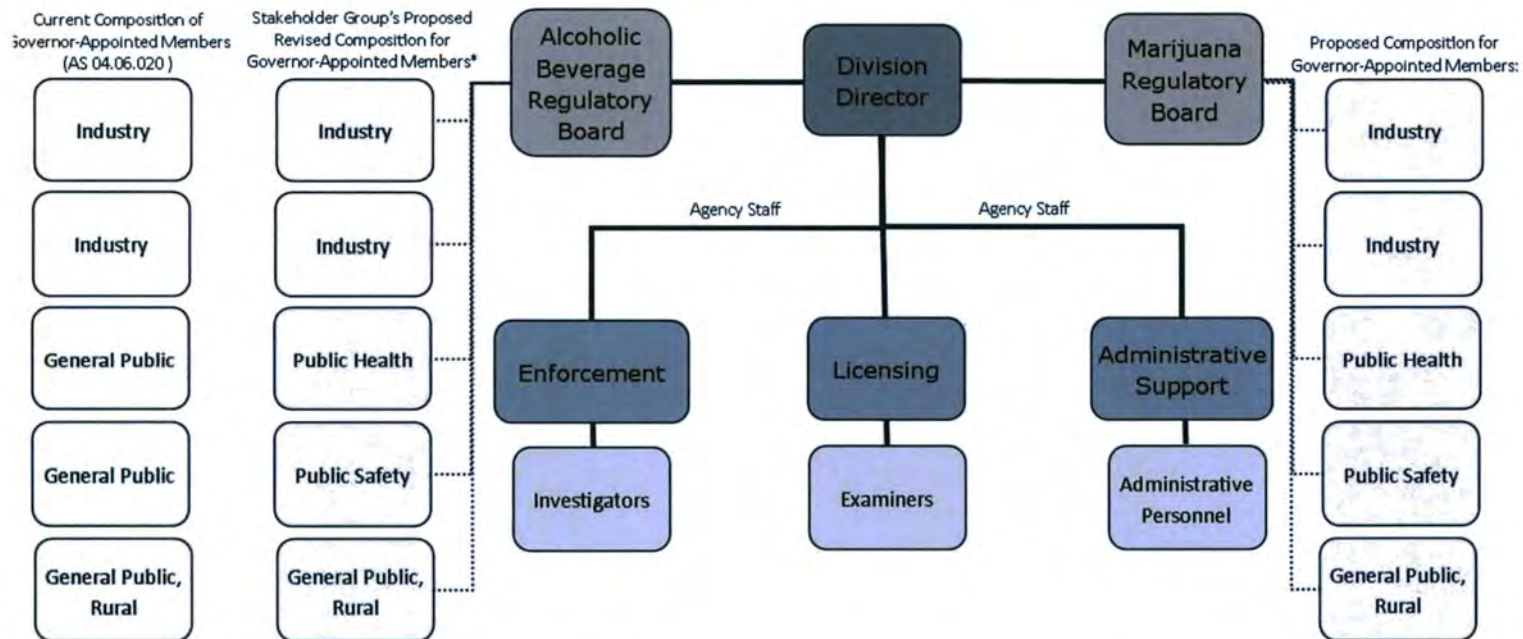 Current Composition of
Governor-Appointed Members
(AS 04.06.020 )
Industry
Industry
General Public
General Public
General Public,
Rural
Stakeholder Group's Proposed
Revised Composition for
Governor-Appointed Members*
Industry
Industry
Public Health
Public Safety
General Public,
Rural
Alcoholic
Beverage
Regulatory
Board
Division
Director
Marijuana
Regulatory
Board
Agency Staff
Agency Staff
Enforcement
Licensing
Administrative
Support
Investigators
Examiners
Administrative
Personnel
Proposed Composition for
Governor-Appointed Members:
Industry
Industry
Public Health
Public Safety
General Public,
Rural